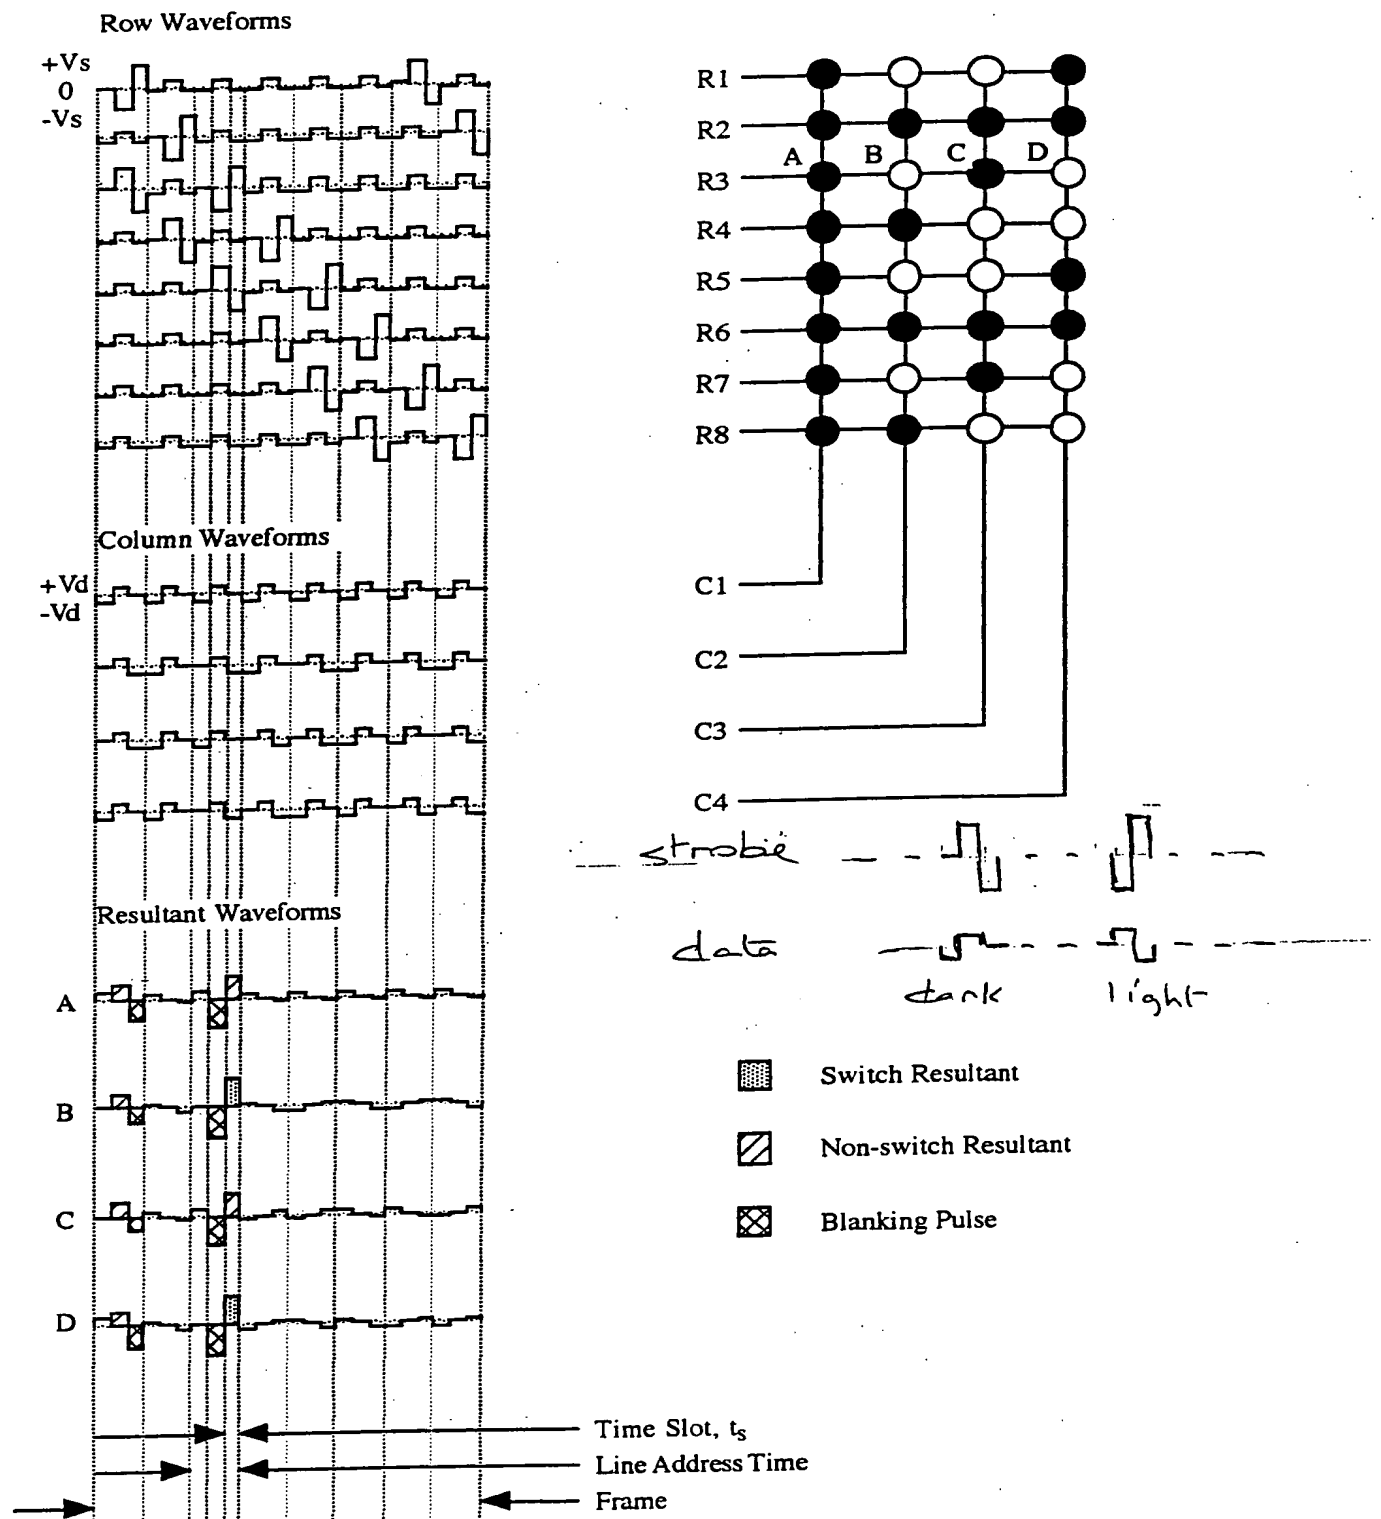 Row Waveforms
+Vs
0
-Vs
R1
R2
A B C D
R3
R4
R5
R6
R7
R8
Column Waveforms
+Vd
-Vd
C1
C2
C3
C4
strobe
data
dark light
Resultant Waveforms
A
B
C
D
Switch Resultant
Non-switch Resultant
Blanking Pulse
Time Slot, ts
Line Address Time
Frame